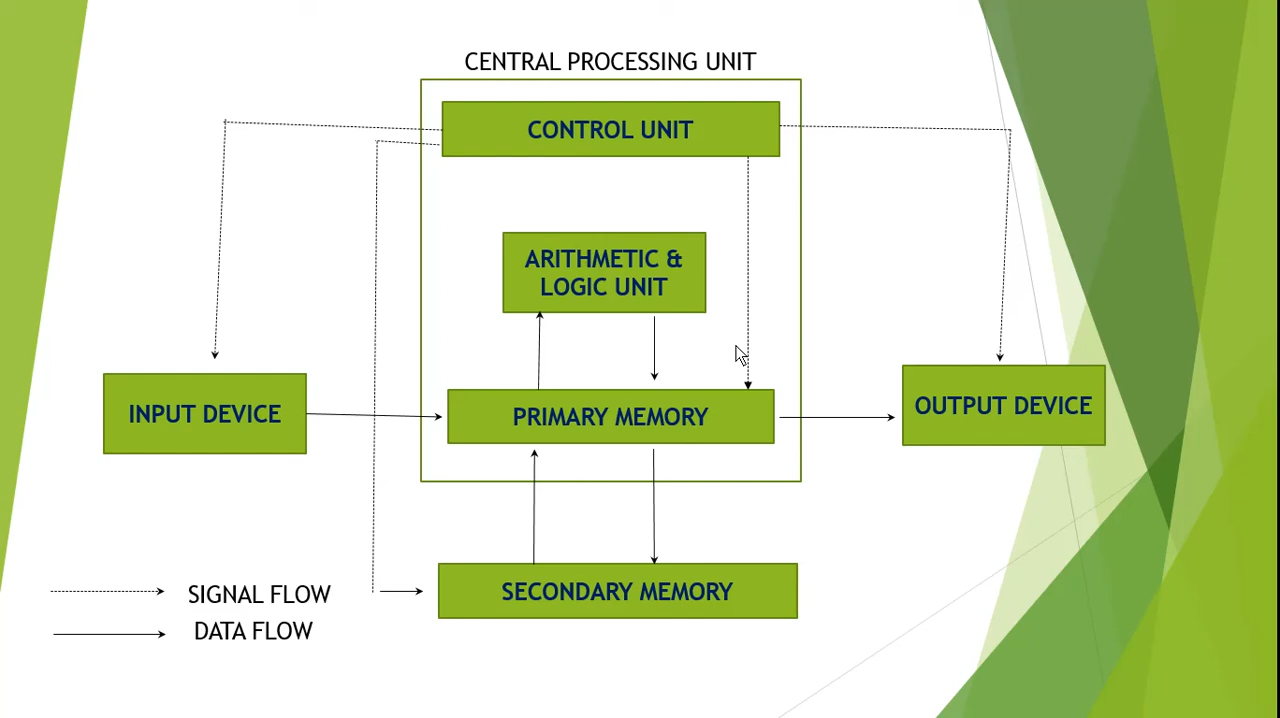 CENTRAL PROCESSING UNIT
CONTROL UNIT
ARITHMETIC &
LOGIC UNIT
INPUT DEVICE
PRIMARY MEMORY
OUTPUT DEVICE
SECONDARY MEMORY
SIGNAL FLOW
DATA FLOW